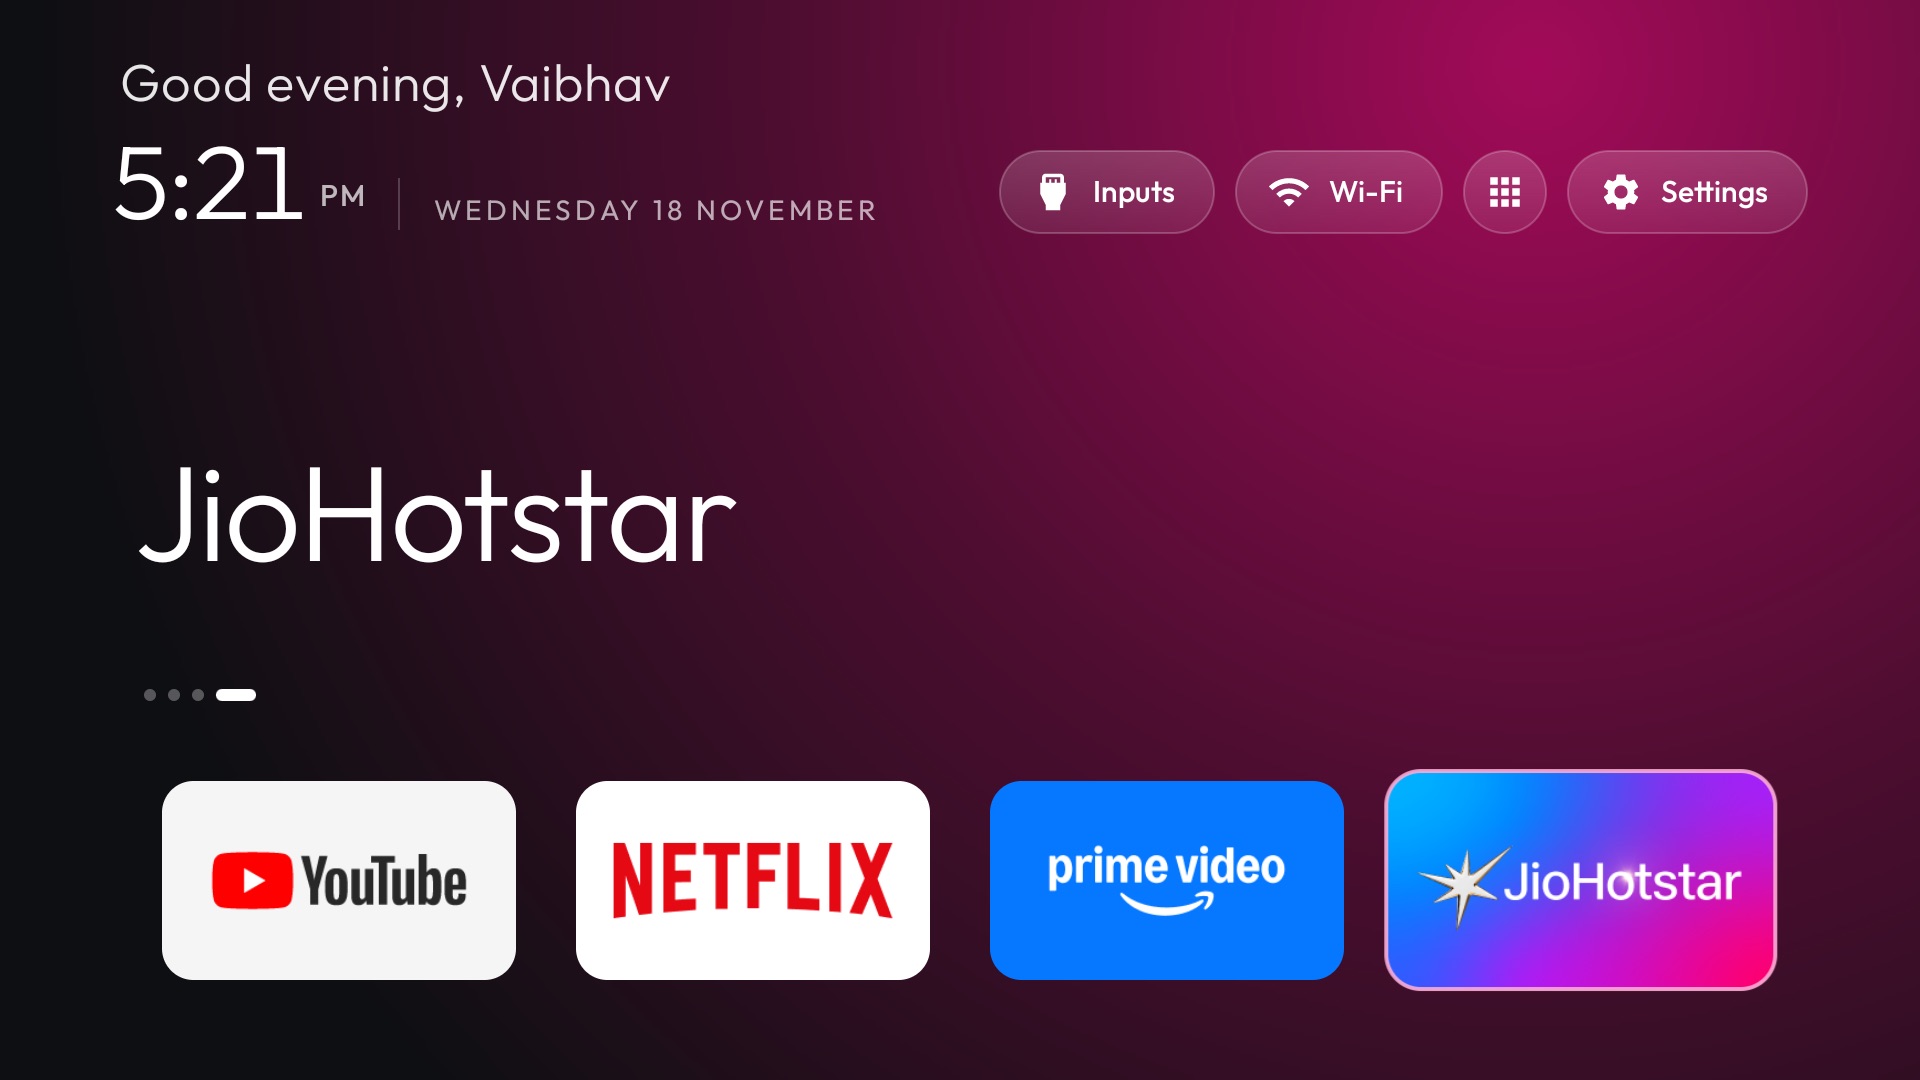 Good evening, Vaibhav
5:21 PM
WEDNESDAY 18 NOVEMBER
Inputs
Wi-Fi
Settings
JioHotstar
YouTube
NETFLIX
prime video
JioHotstar